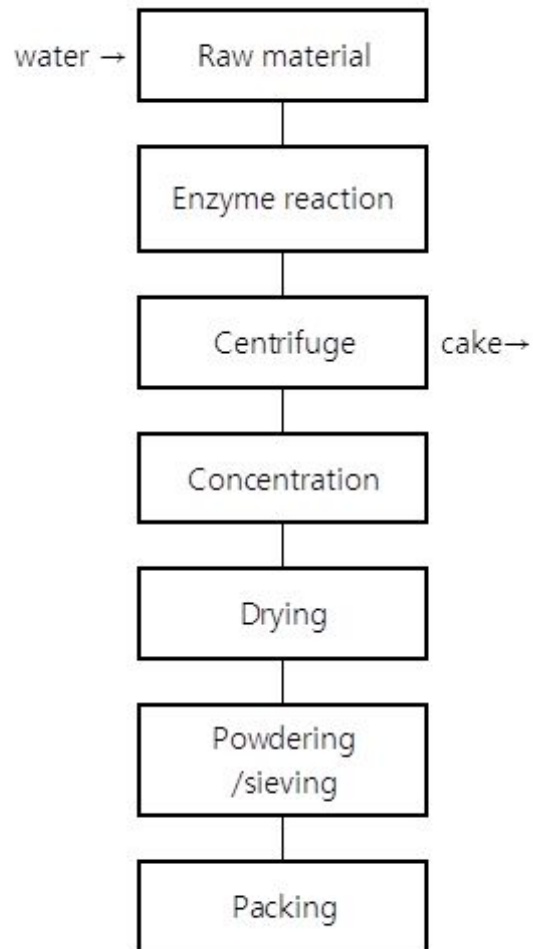 water → Raw material
Enzyme reaction
Centrifuge cake→
Concentration
Drying
Powdering
/sieving
Packing